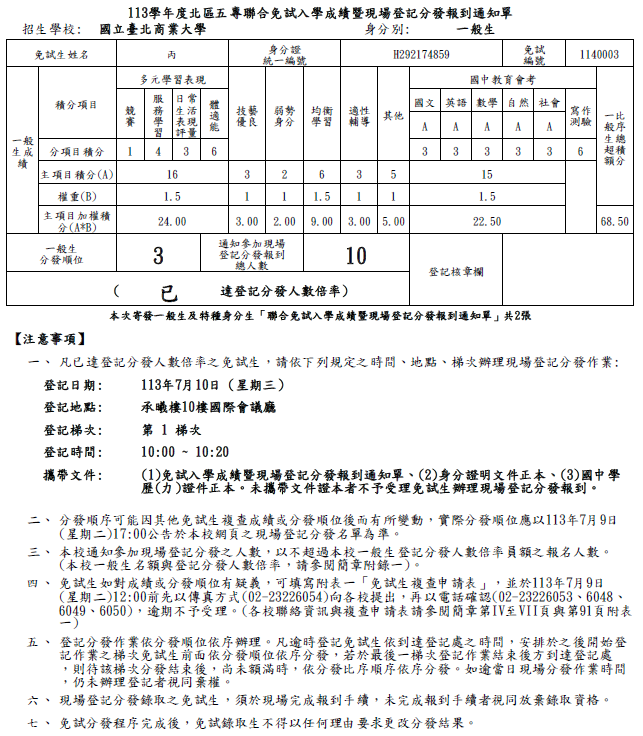 113學年度北區五專聯合免試入學成績暨現場登記分發報到通知單
招生學校: 國立臺北商業大學 身分別: 一般生
免試生姓名 丙 身分證統一編號 H292174859 免試編號 1140003
一般生成績 積分項目 多元學習表現 技藝優良 弱勢身分 均衡學習 適性輔導 其他 國中教育會考 寫作測驗 一般生總積分 比序超額
競賽 服務學習 日常生活表現評量 體適能 國文 英語 數學 自然 社會
A A A A A
分項目積分 1 4 3 6 3 3 3 3 3 6
主項目積分(A) 16 3 2 6 3 5 15
權重(B) 1.5 1 1 1.5 1 1 1.5
主項目加權積分(A*B) 24.00 3.00 2.00 9.00 3.00 5.00 22.50 68.50
一般生分發順位 3 通知參加現場登記分發報到總人數 10 登記核章欄
( 已 達登記分發人數倍率)
本次寄發一般生及特種身分生「聯合免試入學成績暨現場登記分發報到通知單」共2張
【注意事項】
一、 凡已達登記分發人數倍率之免試生，請依下列規定之時間、地點、梯次辦理現場登記分發作業:
登記日期: 113年7月10日 (星期三)
登記地點: 承曦樓10樓國際會議廳
登記梯次: 第 1 梯次
登記時間: 10:00 ~ 10:20
攜帶文件: (1)免試入學成績暨現場登記分發報到通知單、(2)身分證明文件正本、(3)國中學
歷(力)證件正本。未攜帶文件證本者不予受理免試生辦理現場登記分發報到。
二、 分發順序可能因其他免試生複查成績或分發順位後而有所變動，實際分發順位應以113年7月9日
(星期二)17:00公告於本校網頁之現場登記分發名單為準。
三、 本校通知參加現場登記分發之人數，以不超過本校一般生登記分發人數倍率員額之報名人數。
(本校一般生名額與登記分發人數倍率，請參閱簡章附錄一)。
四、 免試生如對成績或分發順位有疑義，可填寫附表一「免試生複查申請表」，並於113年7月9日
(星期二)12:00前先以傳真方式(02-23226054)向各校提出，再以電話確認(02-23226053、6048、
6049、6050)，逾期不予受理。(各校聯絡資訊與複查申請表請參閱簡章第IV至VII頁與第91頁附表
一)
五、 登記分發作業依分發順位依序辦理。凡逾時登記免試生依到達登記處之時間，安排於之後開始登
記作業之梯次免試生前面依分發順位依序分發，若於最後一梯次登記作業結束後方到達登記處
，則待該梯次分發結束後，尚未額滿時，依分發比序順序依序分發。如逾當日現場分發作業時間
，仍未辦理登記者視同棄權。
六、 現場登記分發錄取之免試生，須於現場完成報到手續，未完成報到手續者視同放棄錄取資格。
七、 免試分發程序完成後，免試錄取生不得以任何理由要求更改分發結果。